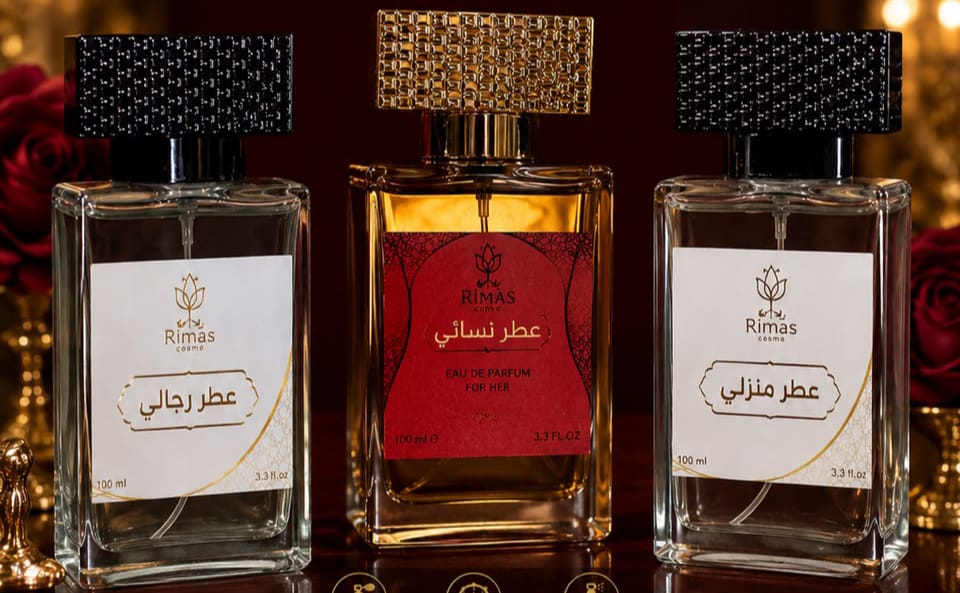 Rimas
cosmo
عطر رجالي
100 ml
3.3 fl.oz
RIMAS
cosmo
عطر نسائي
EAU DE PARFUM
FOR HER
100 ml e
3.3 FL OZ
Rimas
cosmo
عطر منزلي
100 ml
3.3 fl.oz